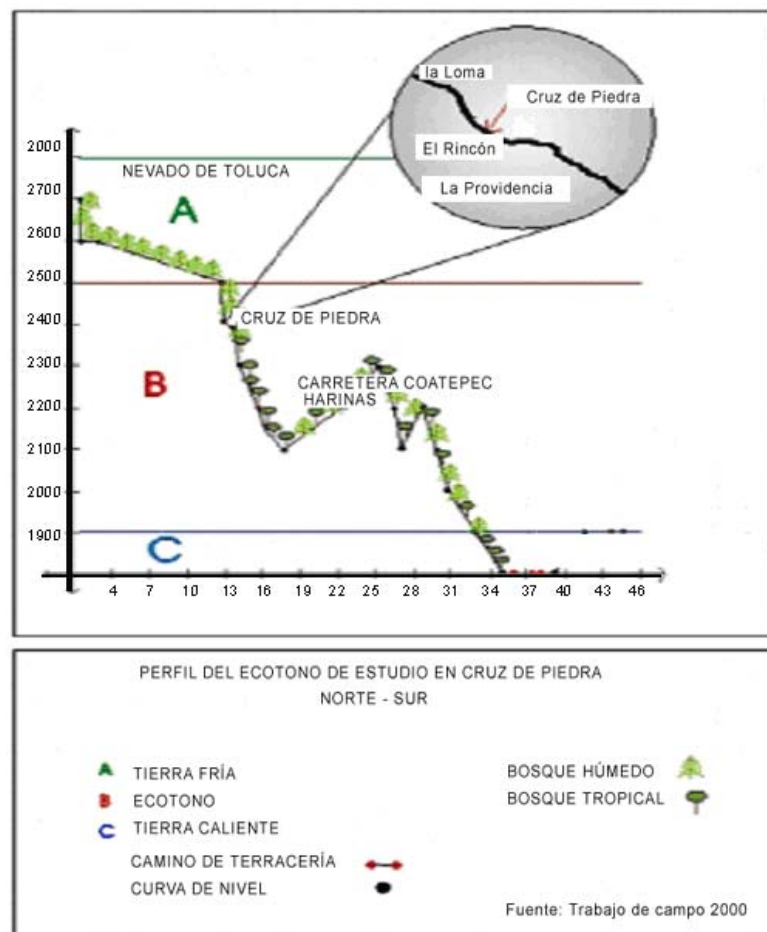 la Loma
Cruz de Piedra
El Rincón
La Providencia
2000
2000
NEVADO DE TOLUCA
2700
A
2600
2500
2400
CRUZ DE PIEDRA
2300
B
CARRETERA COATEPEC
HARINAS
2200
2100
2000
1900
C
4 7 10 13 16 19 22 25 28 31 34 37 40 43 46
PERFIL DEL ECOTONO DE ESTUDIO EN CRUZ DE PIEDRA
NORTE - SUR
A TIERRA FRÍA
B ECOTONO
C TIERRA CALIENTE
CAMINO DE TERRACERÍA
CURVA DE NIVEL
BOSQUE HÚMEDO
BOSQUE TROPICAL
Fuente: Trabajo de campo 2000